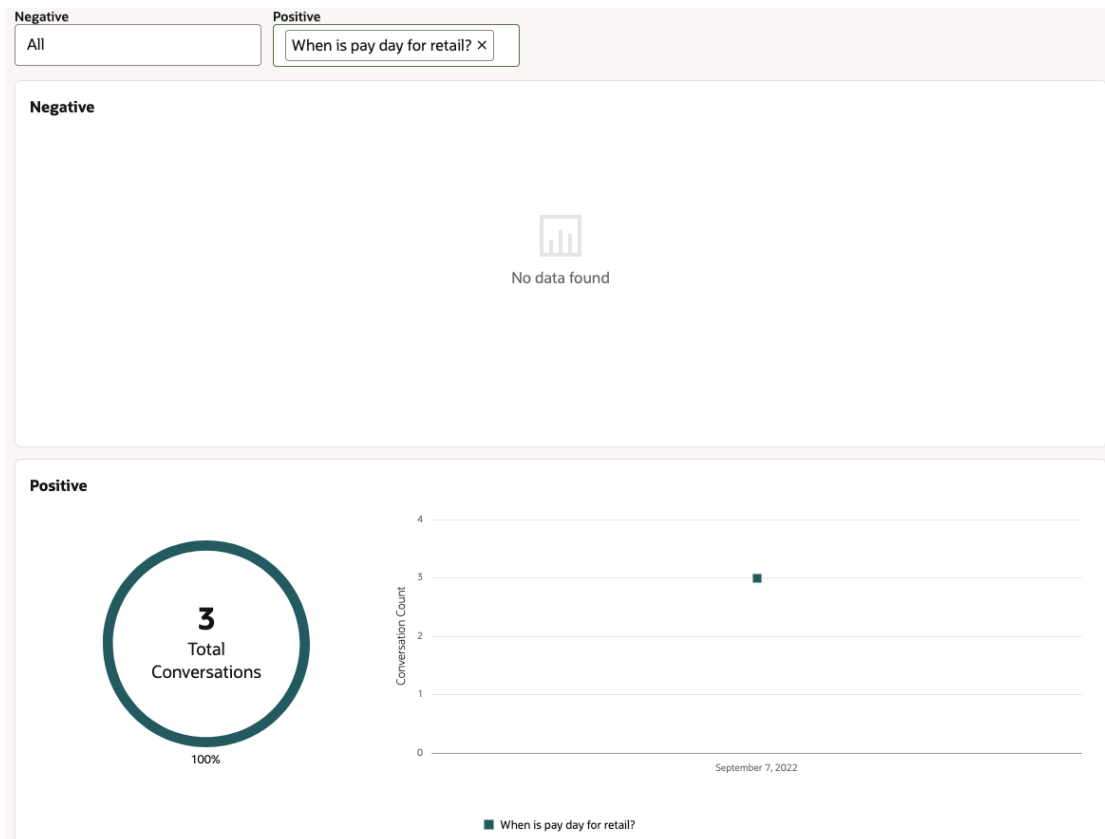 Negative
Positive
All
When is pay day for retail? ×
Negative
No data found
Positive
3
Total
Conversations
100%
Conversation Count
4
3
2
1
0
September 7, 2022
When is pay day for retail?